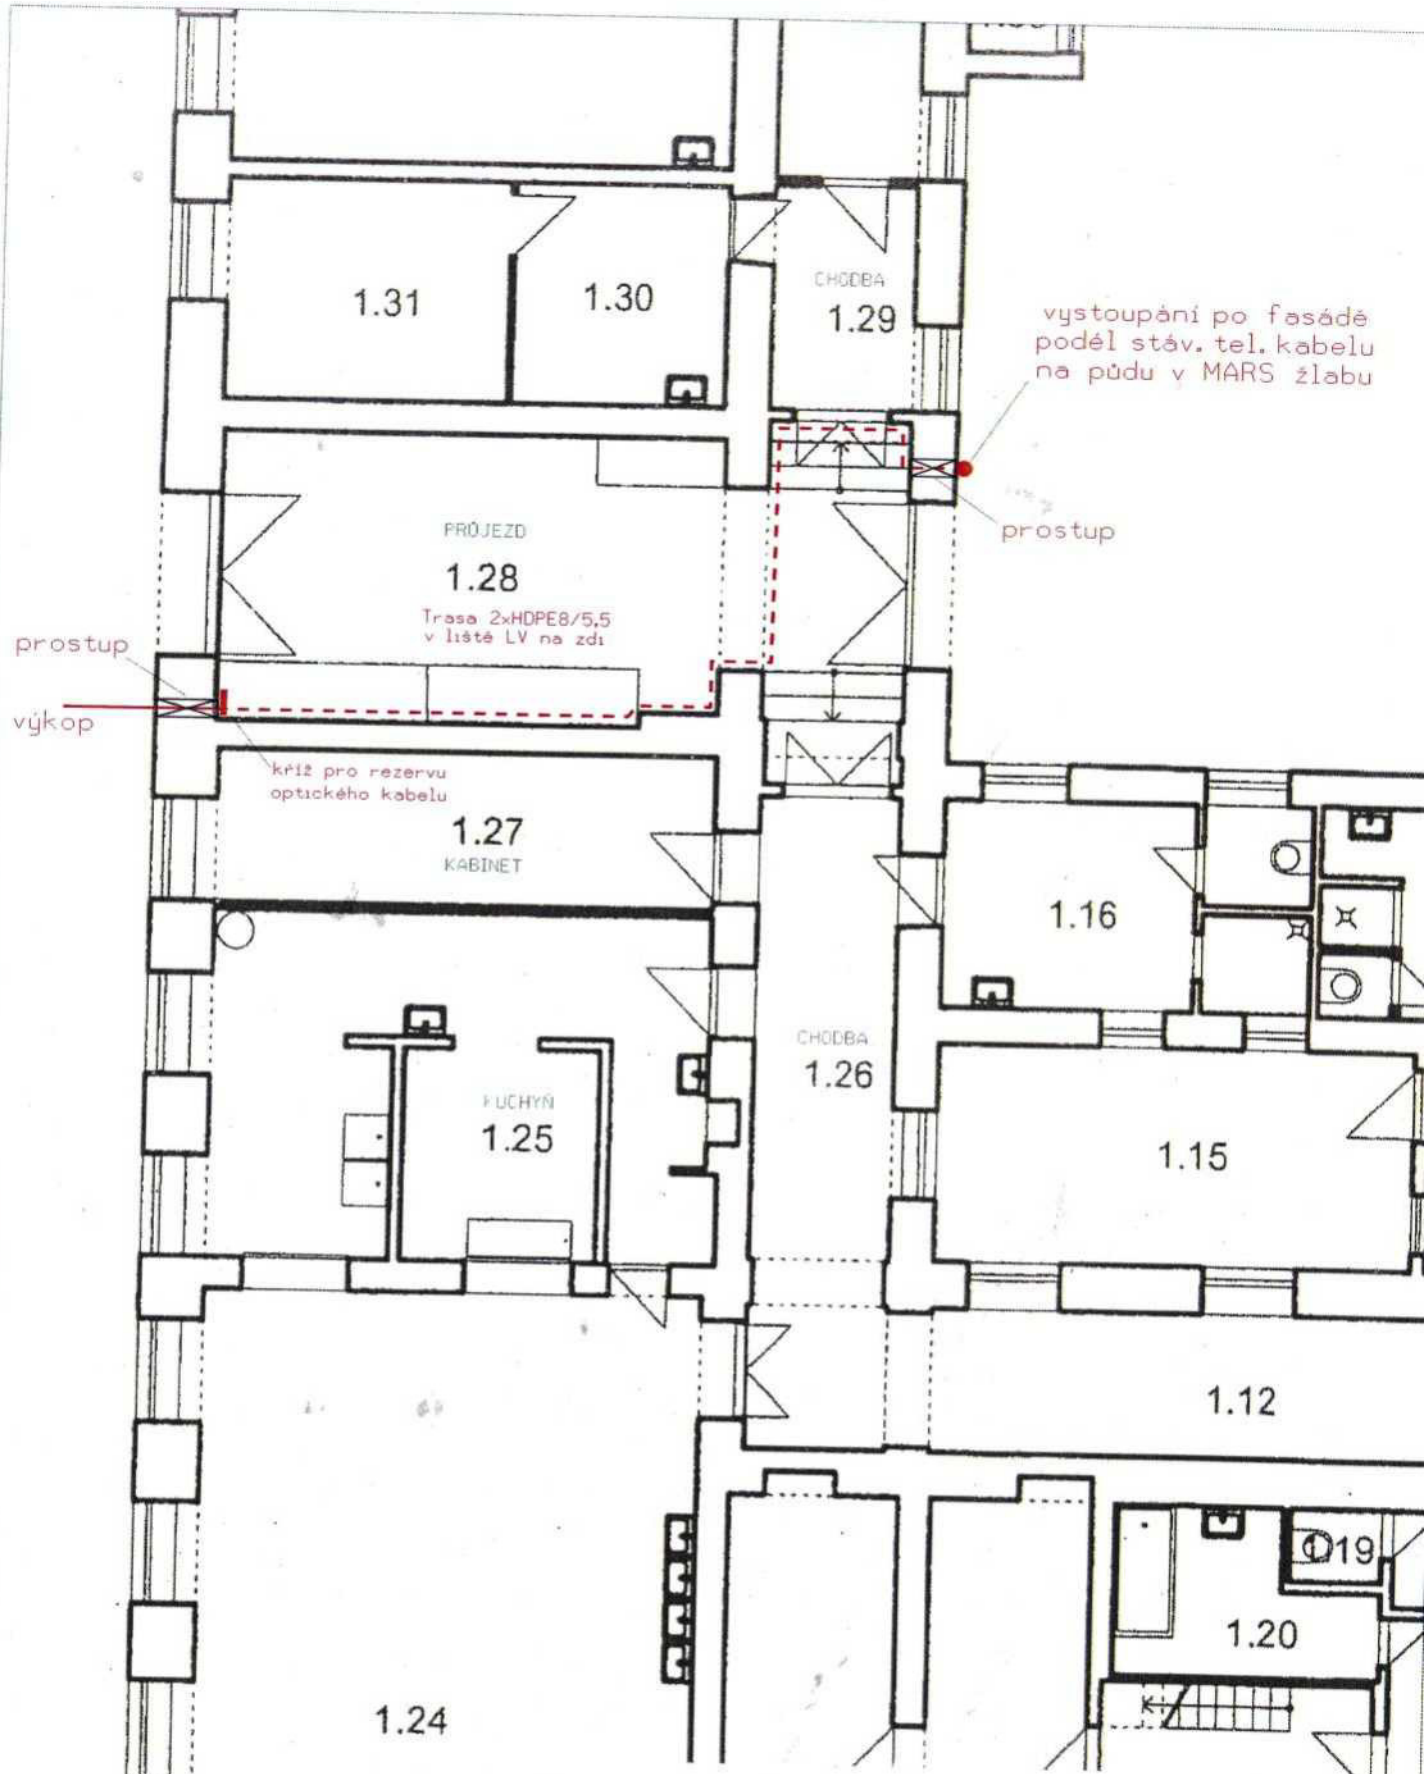 1.31
1.30
CHODBA
1.29
vystoupání po fasádě
podél stáv. tel. kabelu
na půdu v MARS žlabu
PRŮJEZD
1.28
prostup
Trasa 2xHDPE8/5,5
v liště LV na zdi
prostup
výkop
kříž pro rezervu
optického kabelu
1.27
KABINET
1.16
CHODBA
1.26
KUCHYŇ
1.25
1.15
1.12
1.19
1.20
1.24